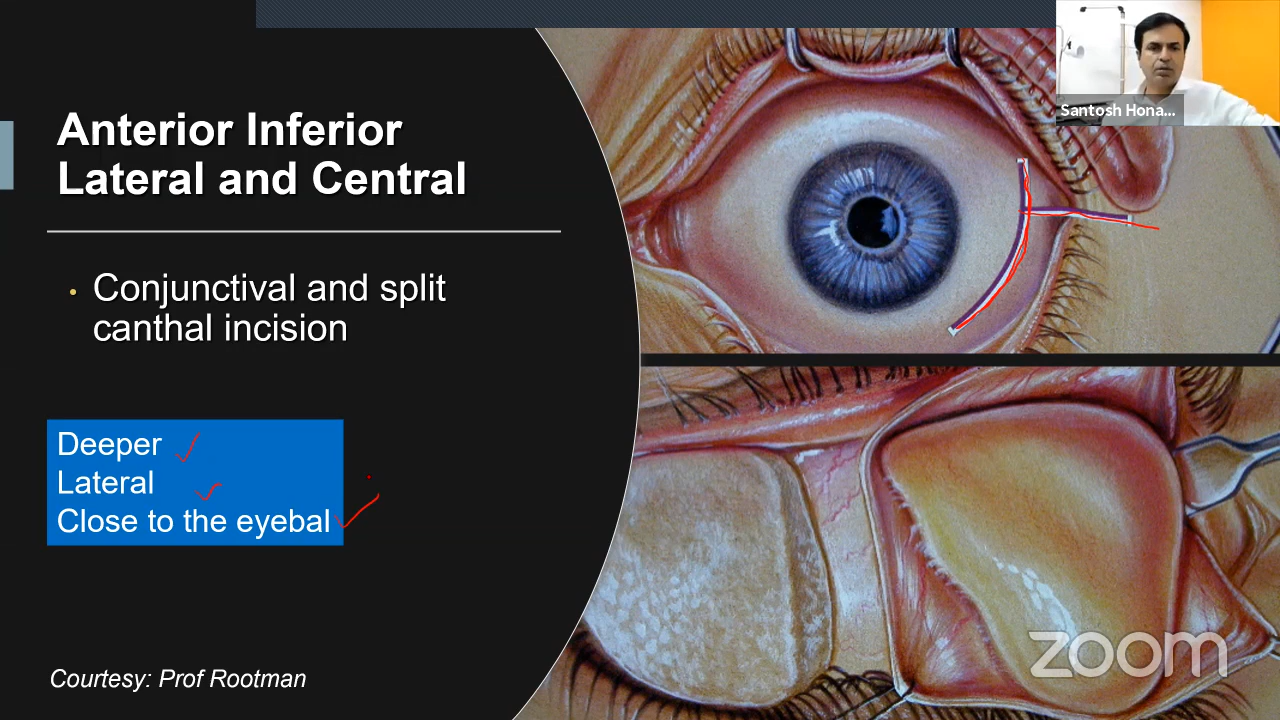 Anterior Inferior
Lateral and Central
• Conjunctival and split
canthal incision
Deeper
Lateral
Close to the eyebal
Courtesy: Prof Rootman
Santosh Hona...
zoom